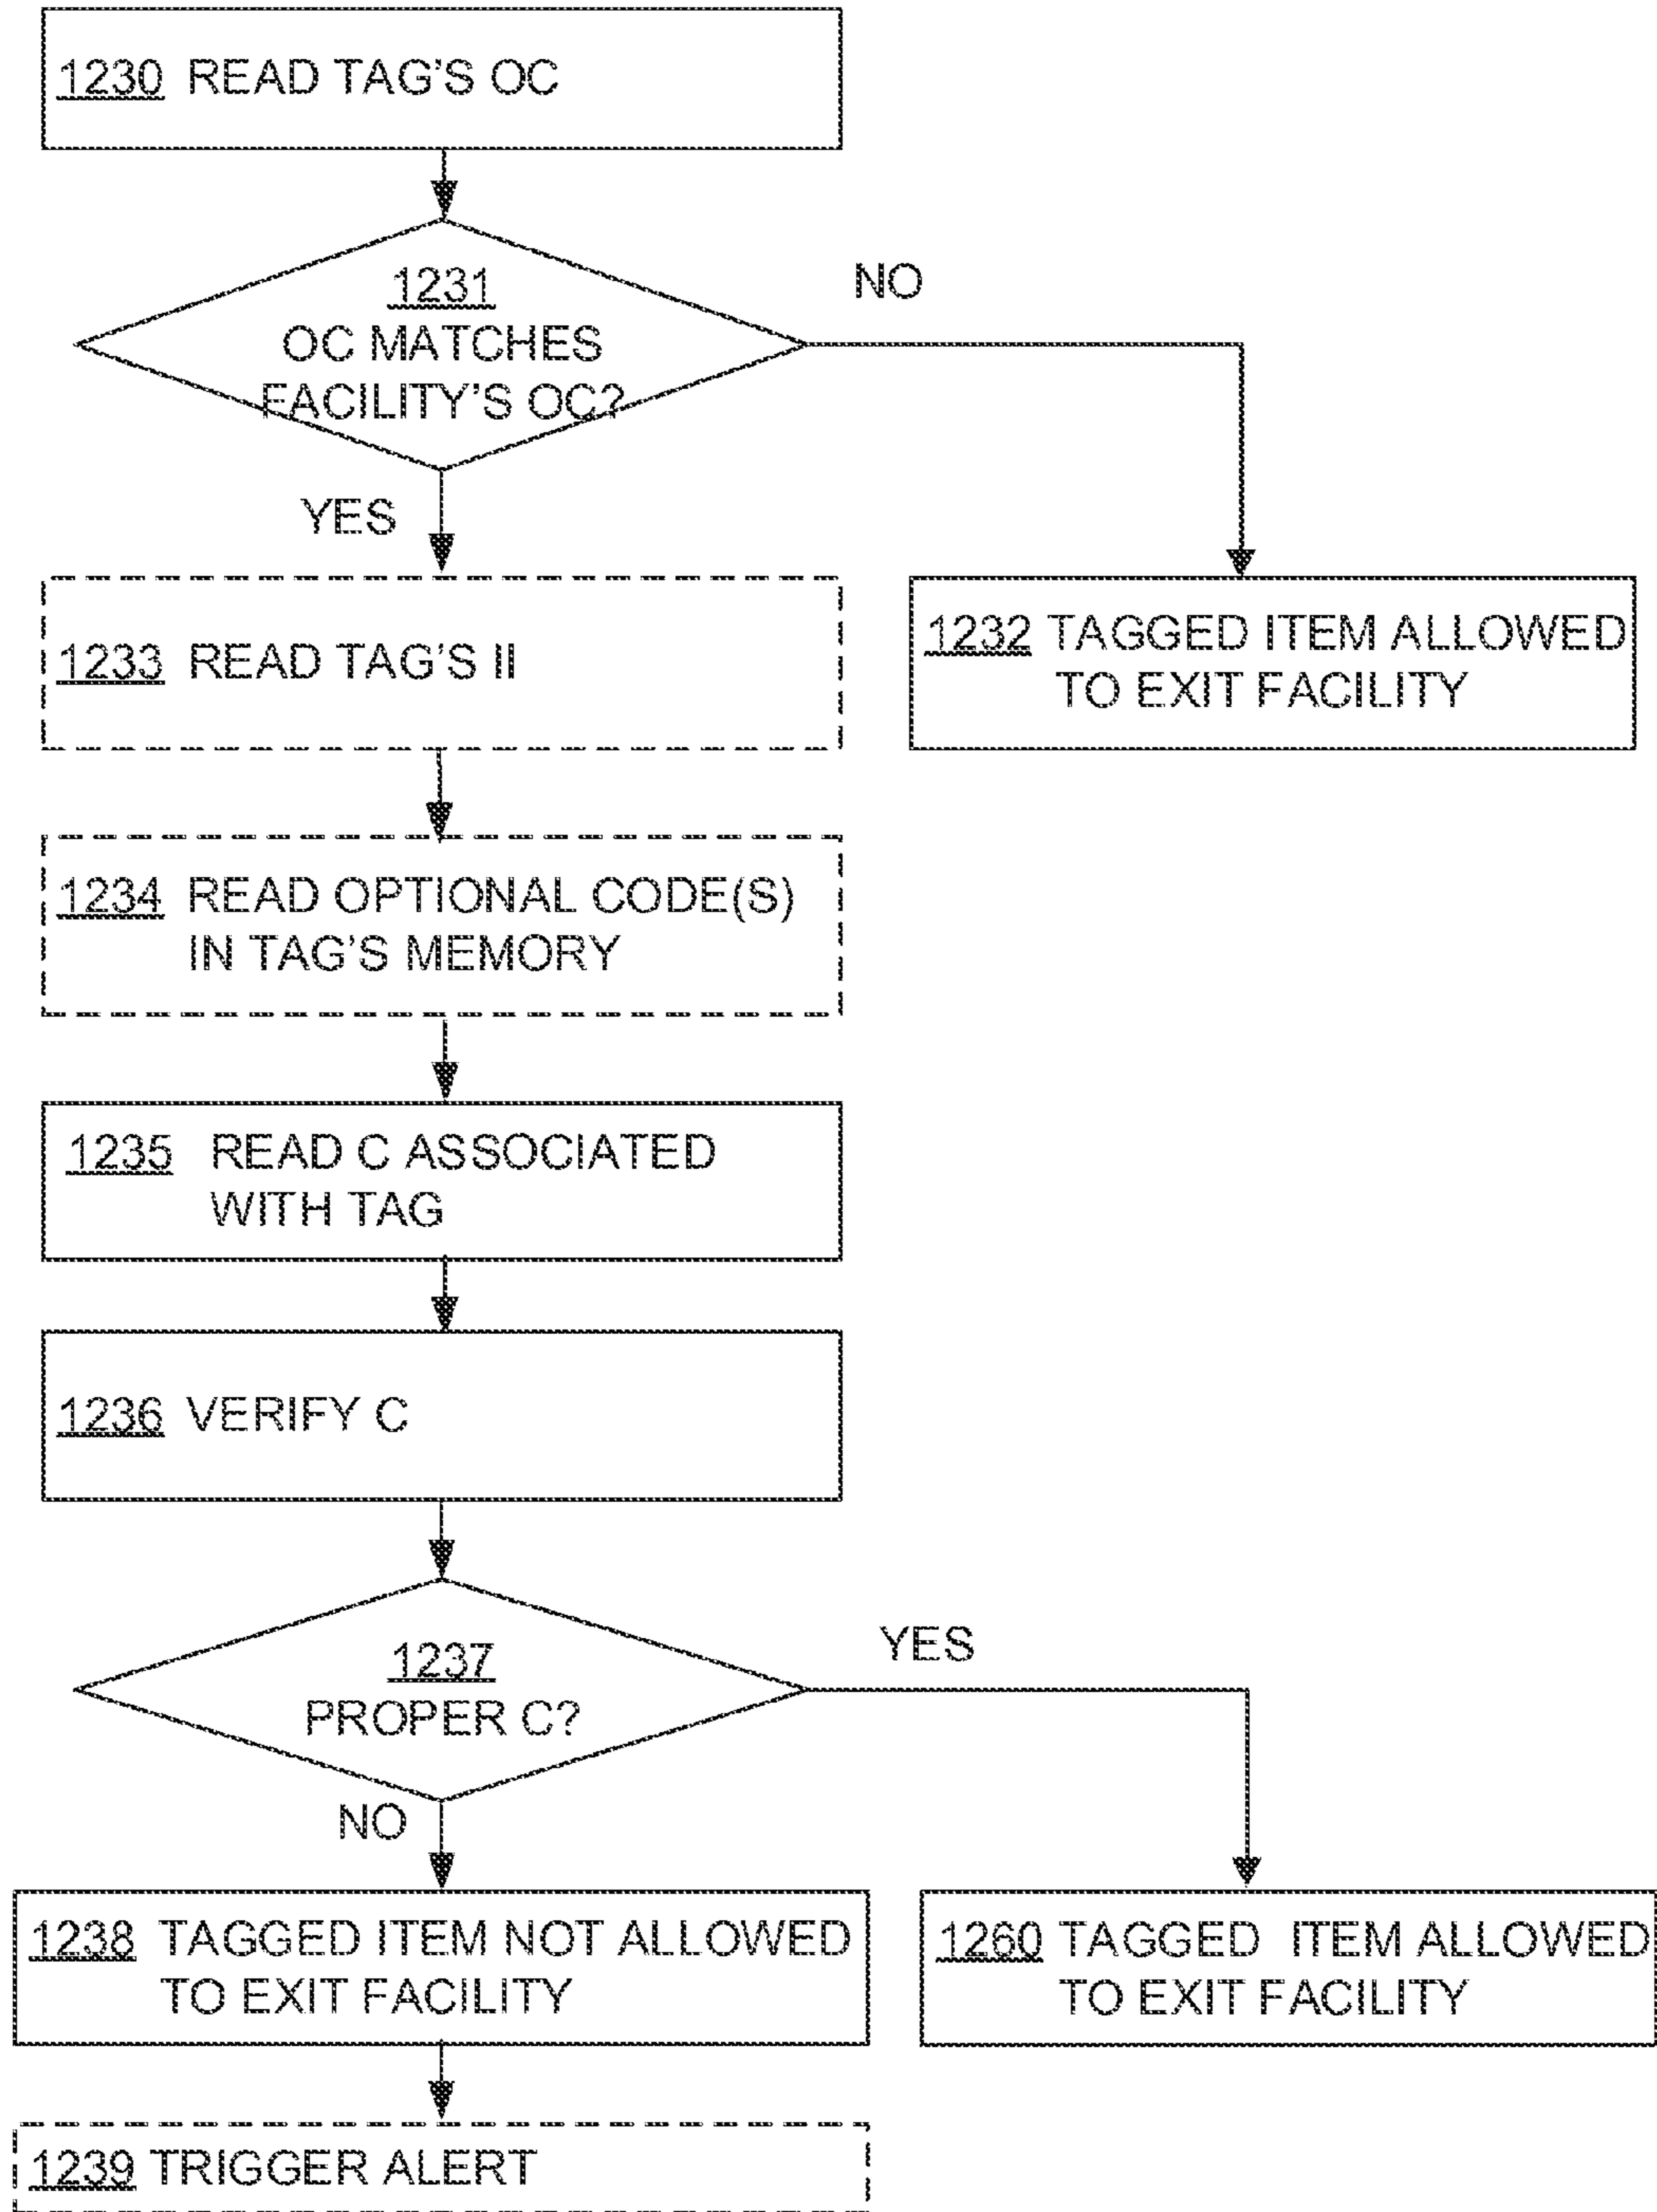 1230 READ TAG'S OC
1231
OC MATCHES
FACILITY'S OC?
NO
YES
1233 READ TAG'S II
1232 TAGGED ITEM ALLOWED
TO EXIT FACILITY
1234 READ OPTIONAL CODE(S)
IN TAG'S MEMORY
1235 READ C ASSOCIATED
WITH TAG
1236 VERIFY C
1237
PROPER C?
YES
NO
1238 TAGGED ITEM NOT ALLOWED
TO EXIT FACILITY
1260 TAGGED ITEM ALLOWED
TO EXIT FACILITY
1239 TRIGGER ALERT